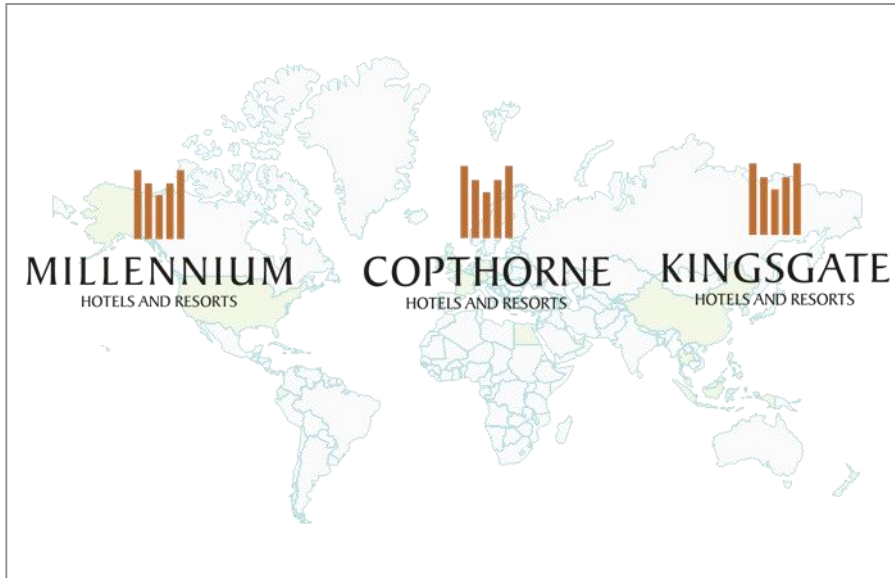 MILLENNIUM
HOTELS AND RESORTS
COPTHORNE
HOTELS AND RESORTS
KINGSGATE
HOTELS AND RESORTS